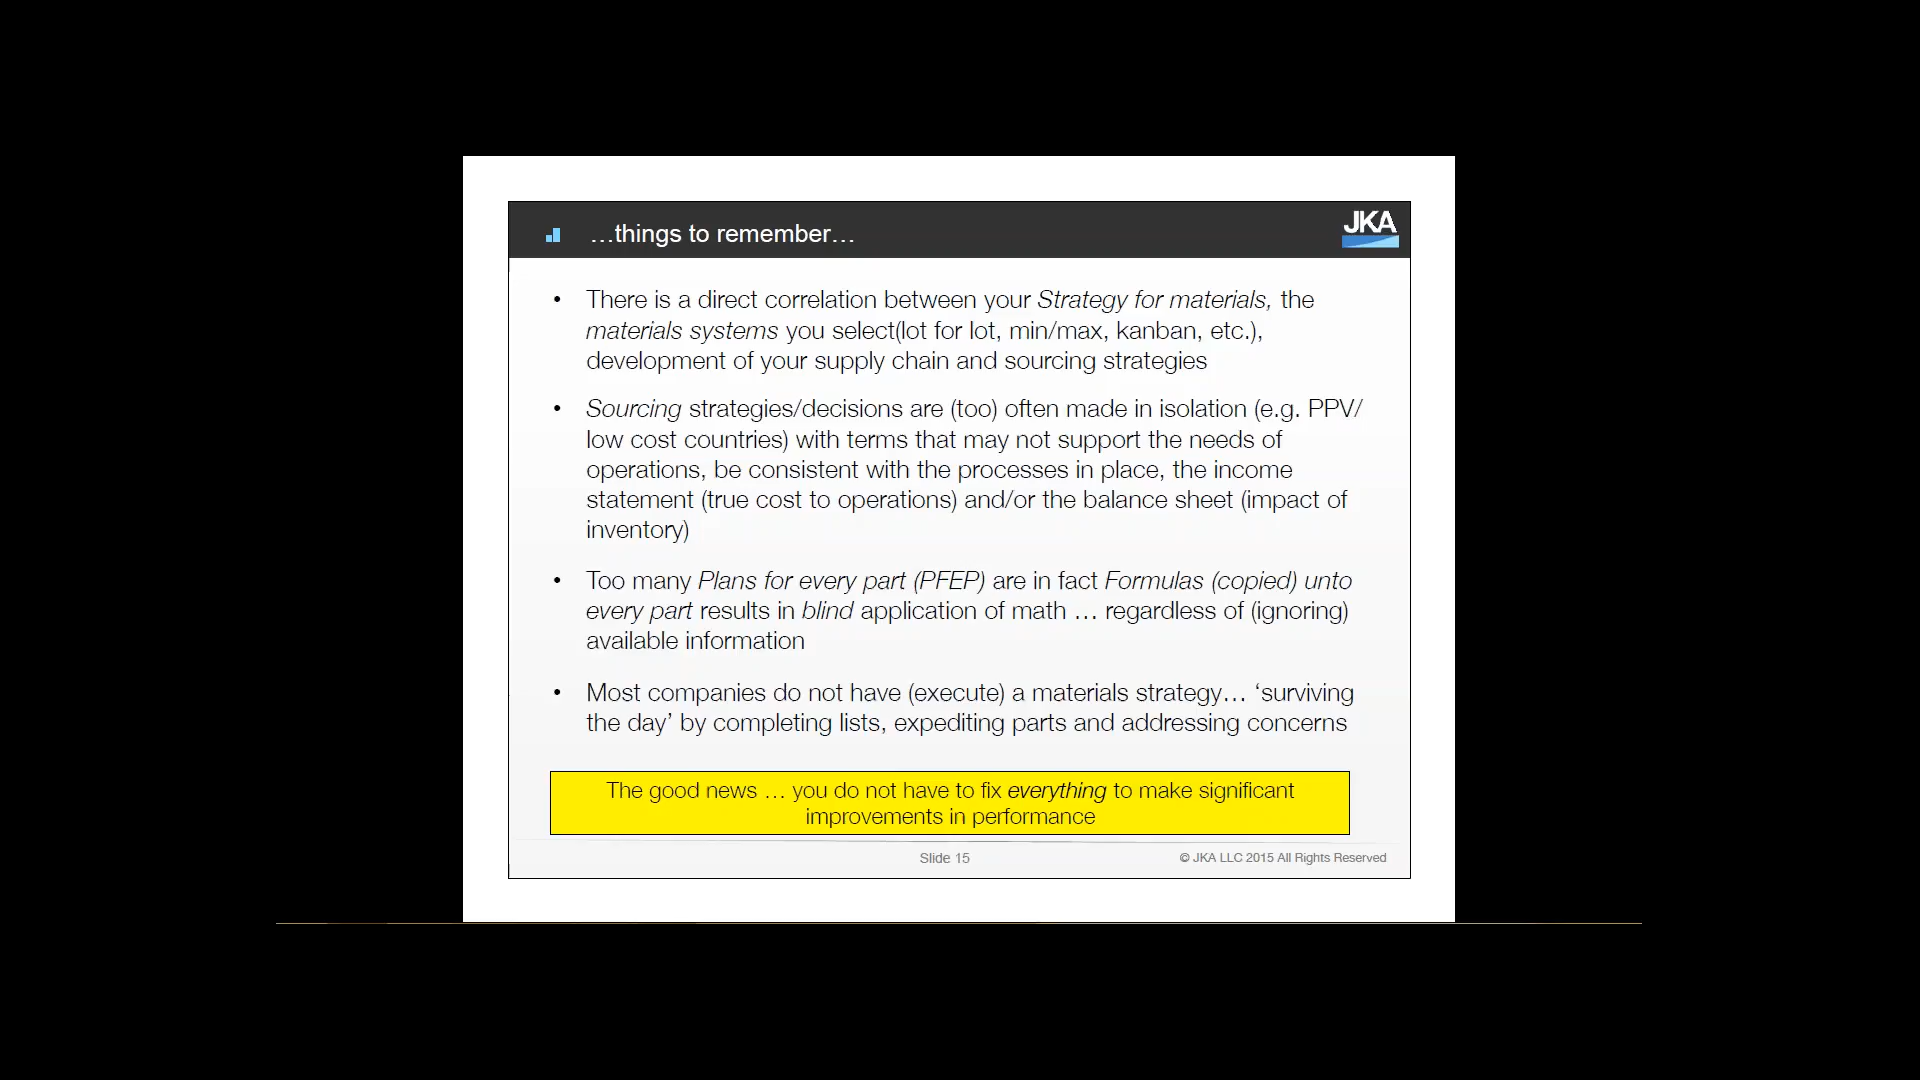 …things to remember…
JKA
• There is a direct correlation between your Strategy for materials, the
materials systems you select(lot for lot, min/max, kanban, etc.),
development of your supply chain and sourcing strategies
• Sourcing strategies/decisions are (too) often made in isolation (e.g. PPV/
low cost countries) with terms that may not support the needs of
operations, be consistent with the processes in place, the income
statement (true cost to operations) and/or the balance sheet (impact of
inventory)
• Too many Plans for every part (PFEP) are in fact Formulas (copied) unto
every part results in blind application of math … regardless of (ignoring)
available information
• Most companies do not have (execute) a materials strategy… ‘surviving
the day’ by completing lists, expediting parts and addressing concerns
The good news … you do not have to fix everything to make significant
improvements in performance
Slide 15
© JKA LLC 2015 All Rights Reserved